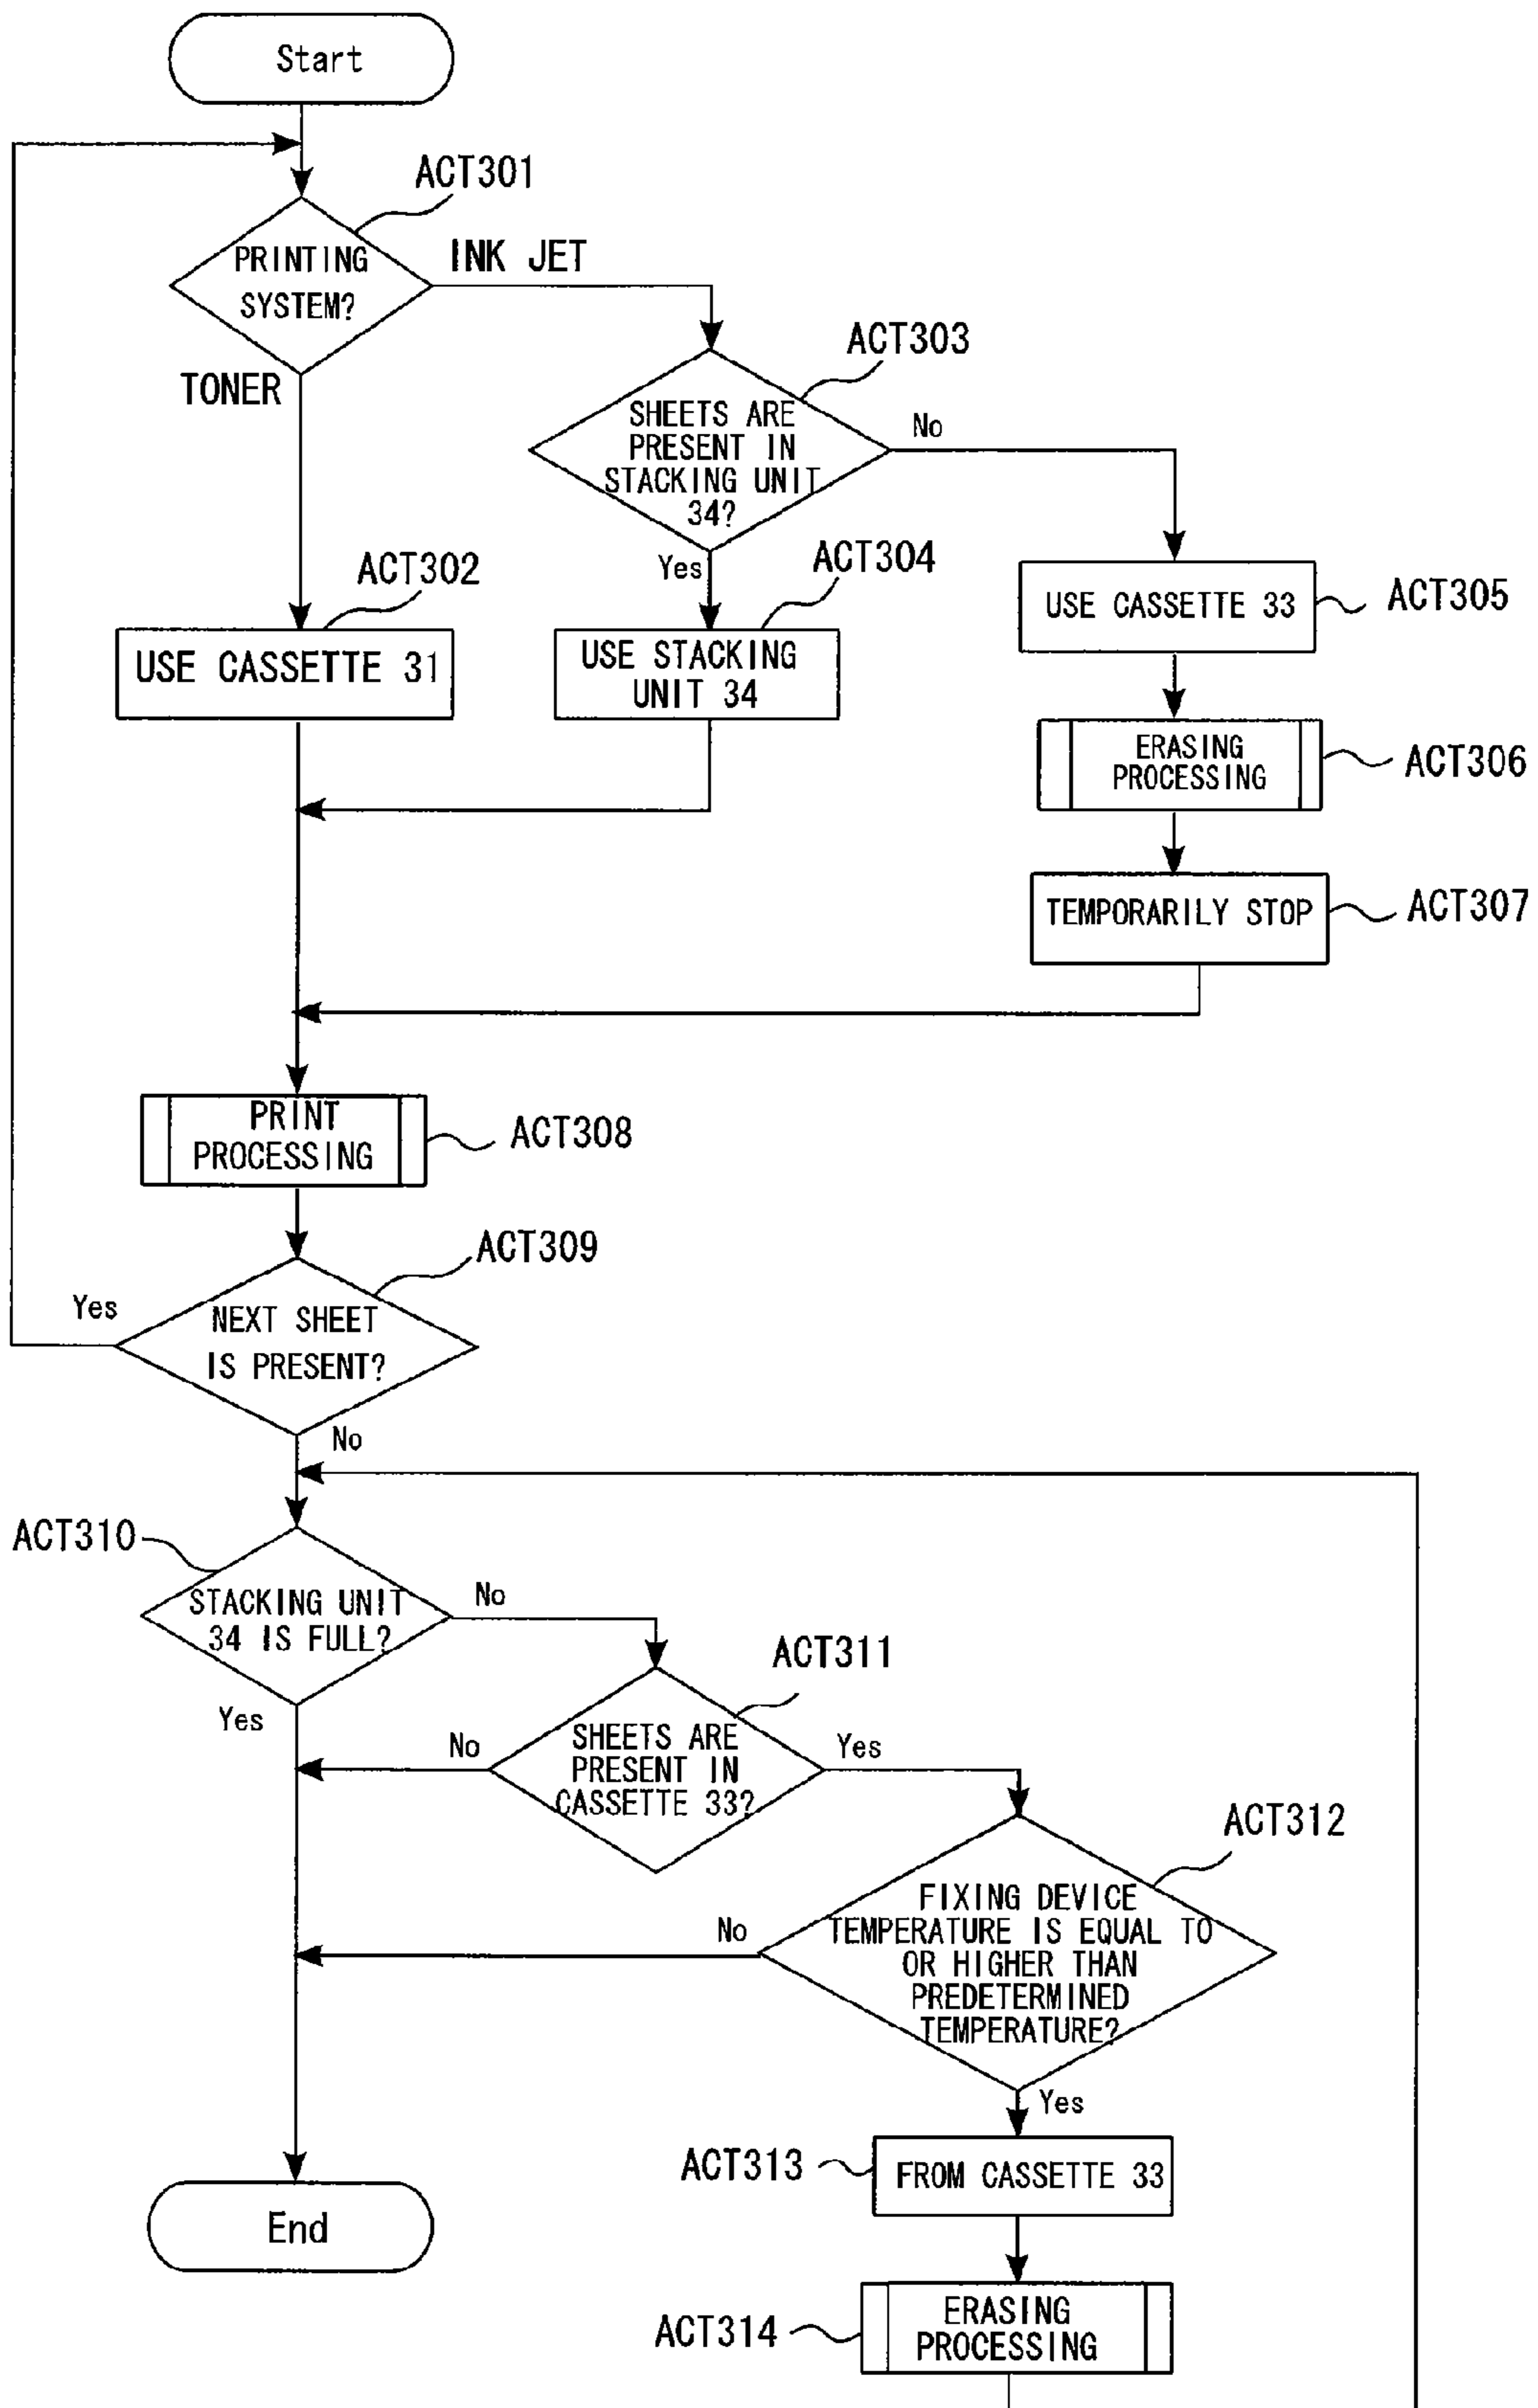 Start
ACT301
PRINTING
SYSTEM?
INK JET
TONER
ACT303
SHEETS ARE
PRESENT IN
STACKING UNIT
34?
No
Yes
ACT302
USE CASSETTE 31
ACT304
USE STACKING
UNIT 34
USE CASSETTE 33
ACT305
ERASING
PROCESSING
ACT306
TEMPORARILY STOP
ACT307
PRINT
PROCESSING
ACT308
ACT309
NEXT SHEET
IS PRESENT?
Yes
No
ACT310
STACKING UNIT
34 IS FULL?
No
Yes
ACT311
SHEETS ARE
PRESENT IN
CASSETTE 33?
No
Yes
ACT312
FIXING DEVICE
TEMPERATURE IS EQUAL TO
OR HIGHER THAN
PREDETERMINED
TEMPERATURE?
No
Yes
ACT313
FROM CASSETTE 33
End
ACT314
ERASING
PROCESSING